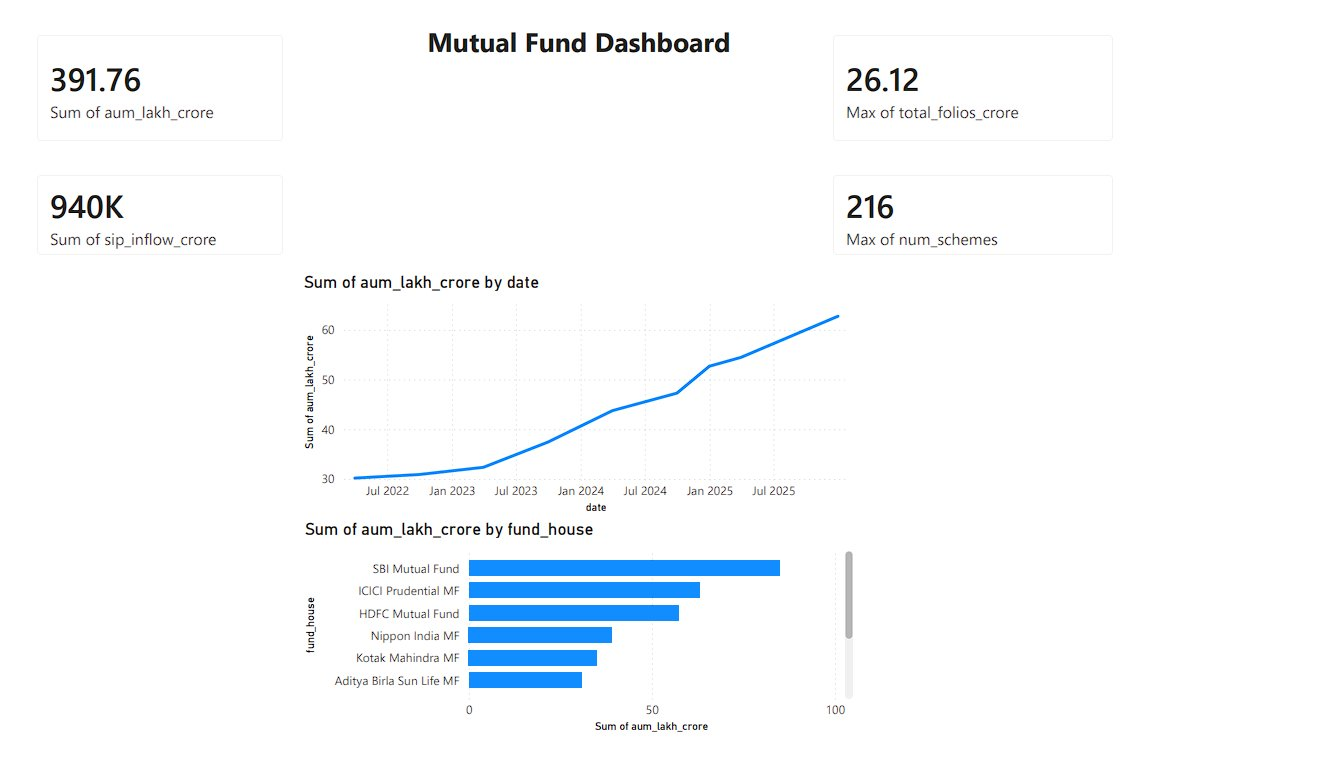 Mutual Fund Dashboard
391.76
Sum of aum_lakh_crore
26.12
Max of total_folios_crore
940K
Sum of sip_inflow_crore
216
Max of num_schemes
Sum of aum_lakh_crore by date
Sum of aum_lakh_crore
60
50
40
30
Jul 2022 Jan 2023 Jul 2023 Jan 2024 Jul 2024 Jan 2025 Jul 2025
date
Sum of aum_lakh_crore by fund_house
fund_house
SBI Mutual Fund
ICICI Prudential MF
HDFC Mutual Fund
Nippon India MF
Kotak Mahindra MF
Aditya Birla Sun Life MF
0 50 100
Sum of aum_lakh_crore